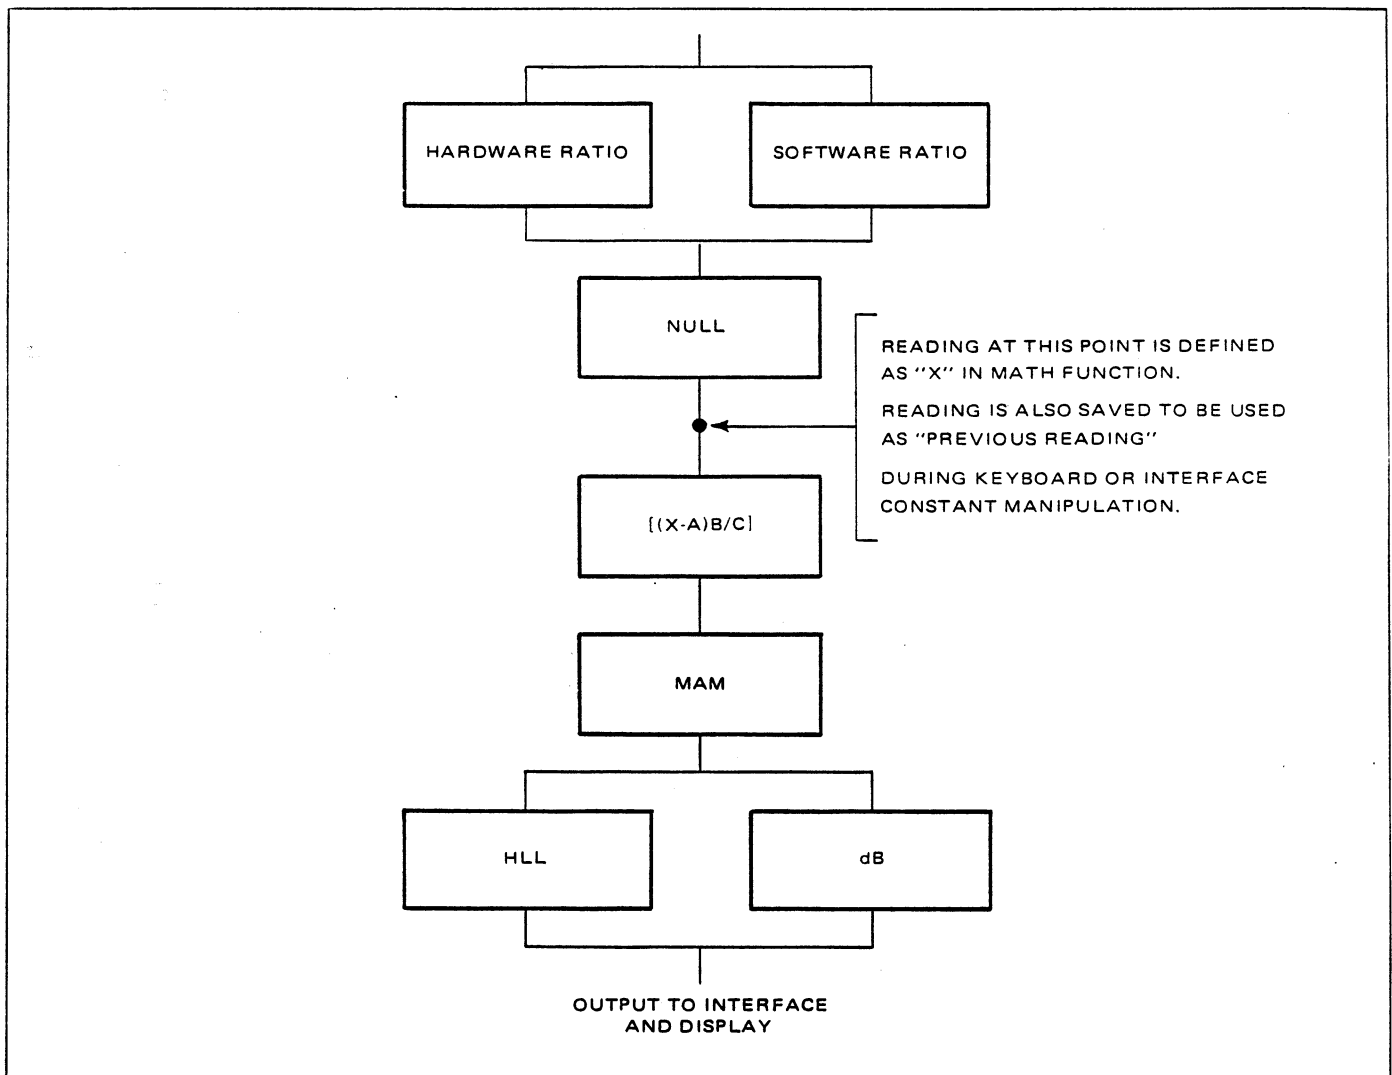 HARDWARE RATIO
SOFTWARE RATIO
NULL
READING AT THIS POINT IS DEFINED
AS "X" IN MATH FUNCTION.
READING IS ALSO SAVED TO BE USED
AS "PREVIOUS READING"
DURING KEYBOARD OR INTERFACE
CONSTANT MANIPULATION.
[(X-A)B/C]
MAM
HLL
dB
OUTPUT TO INTERFACE
AND DISPLAY